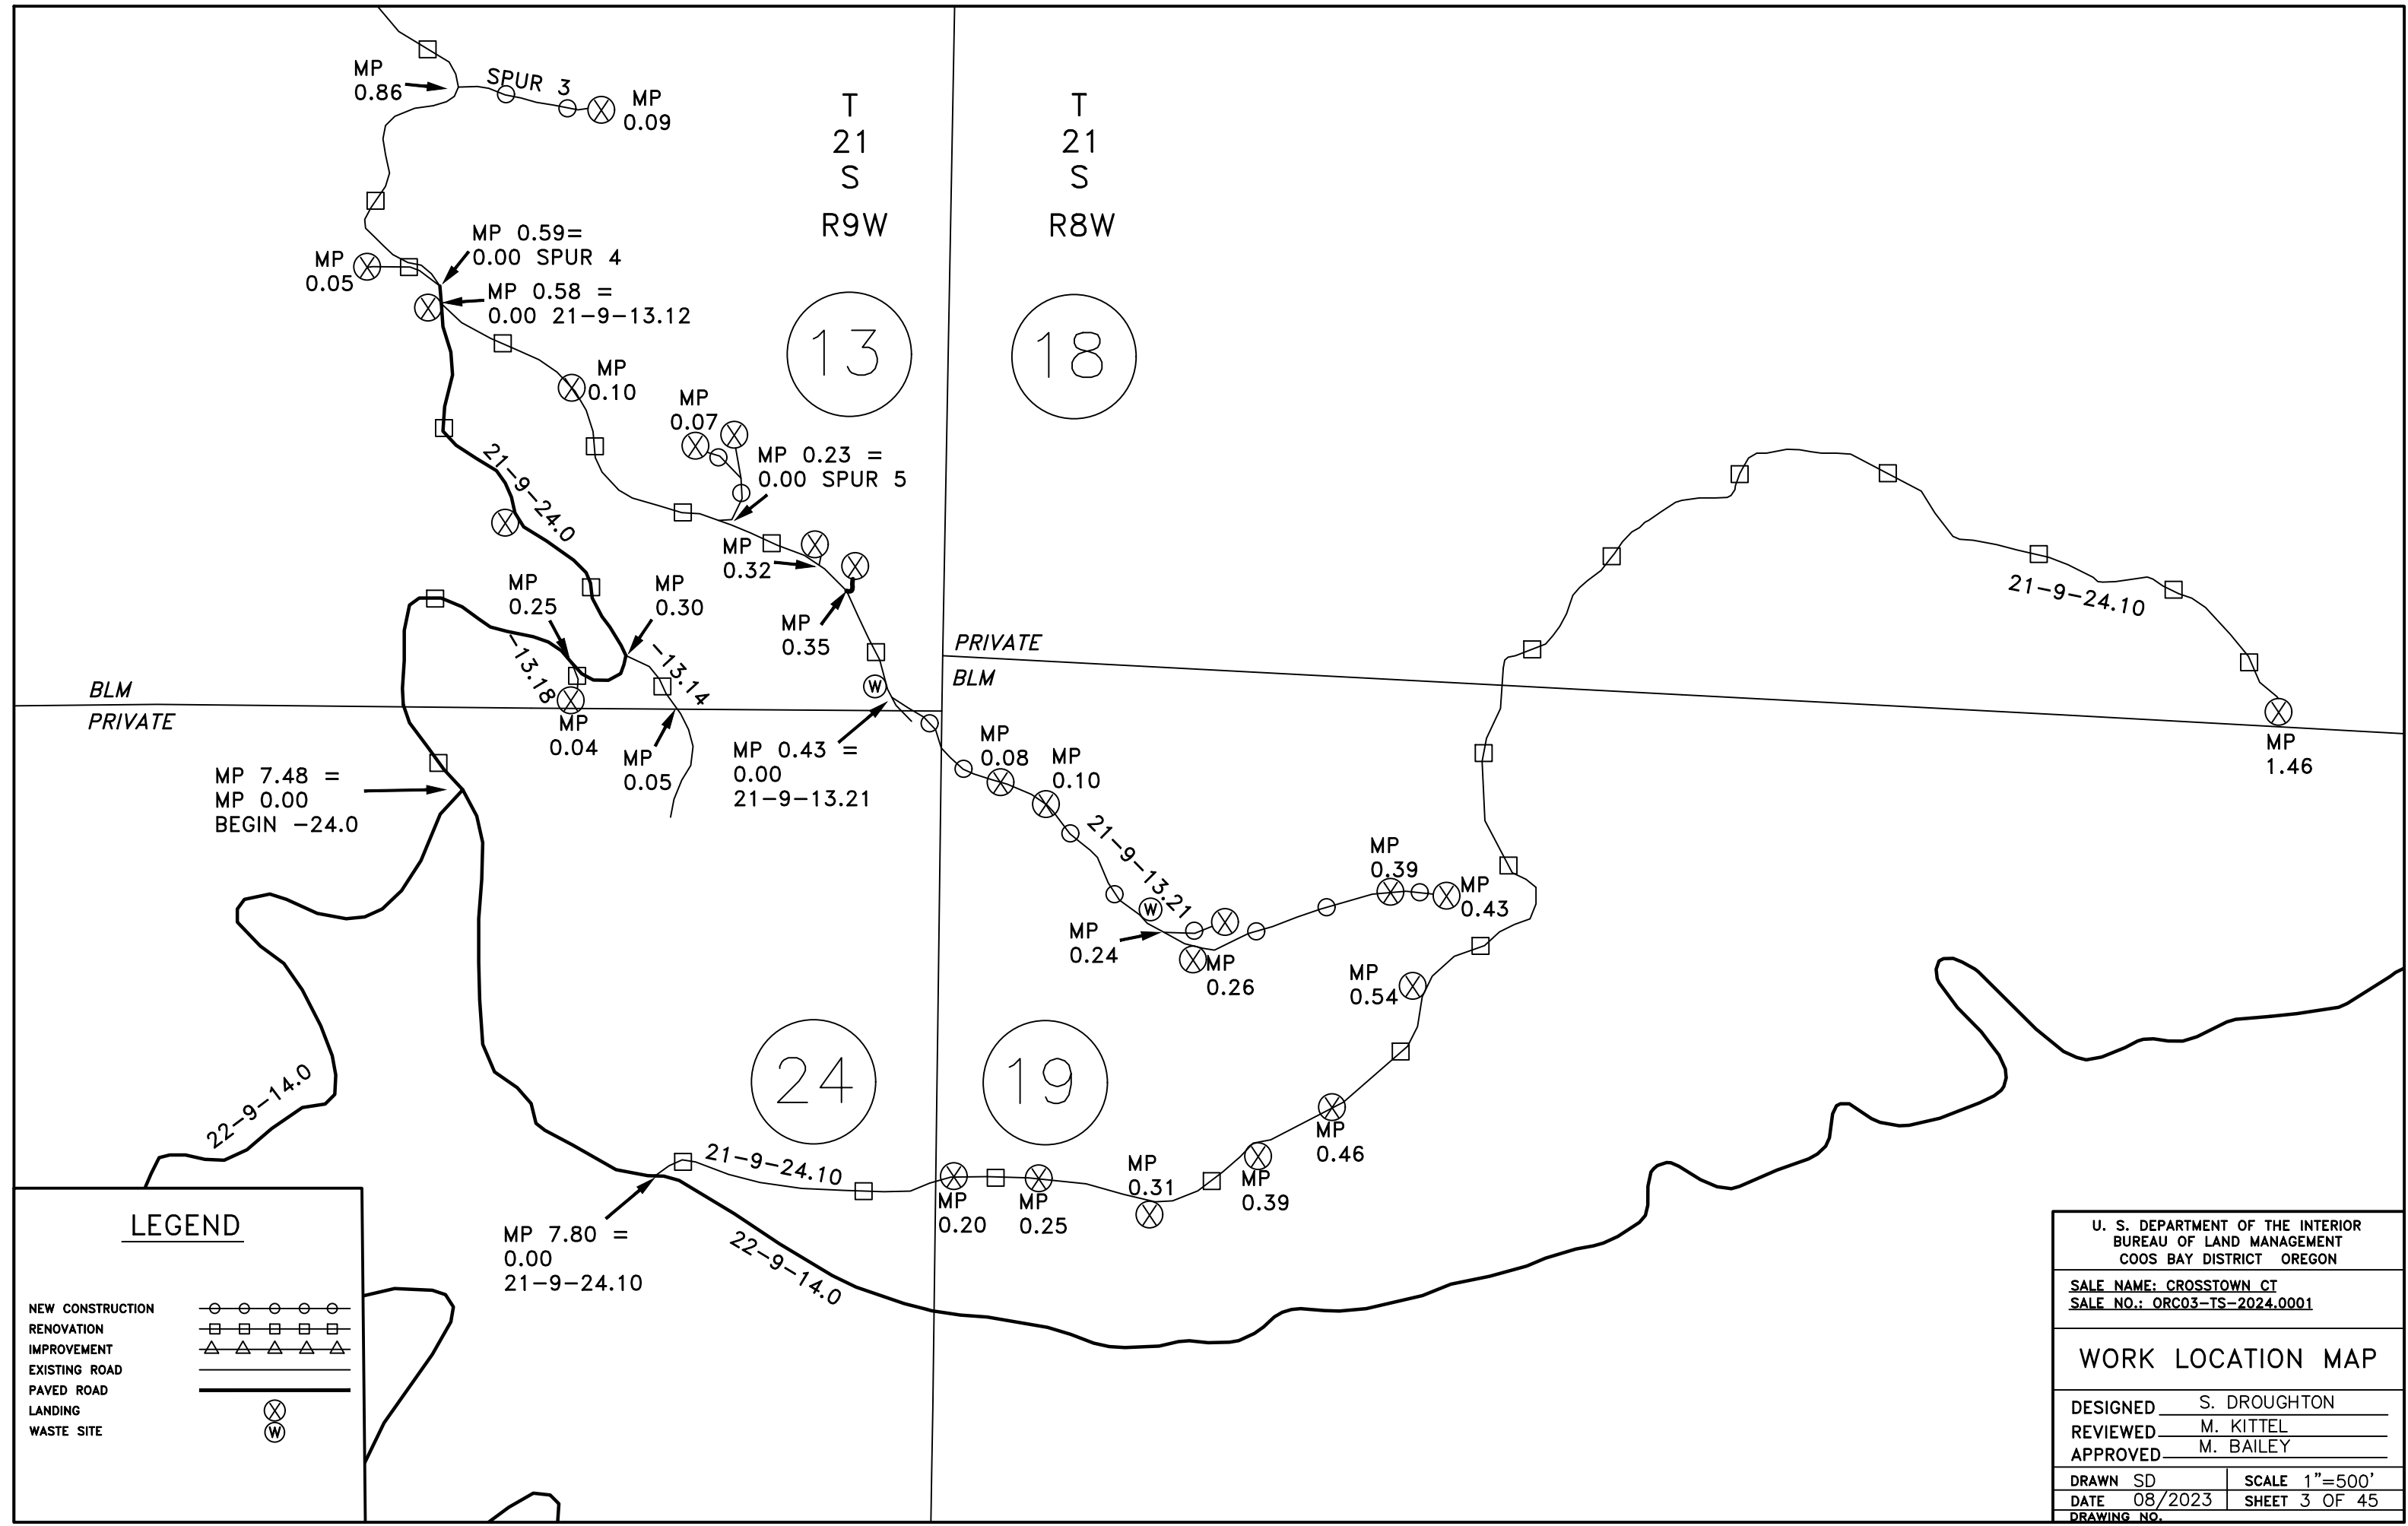 MP
0.86
SPUR 3
MP
0.09
T
21
S
R9W
T
21
S
R8W
MP
0.05
MP 0.59=
0.00 SPUR 4
MP 0.58 =
0.00 21-9-13.12
13
18
MP
0.10
MP
0.07
MP 0.23 =
0.00 SPUR 5
21-9-24.0
MP
0.32
MP
0.35
MP
0.25
MP
0.30
-13.18
-13.14
BLM
PRIVATE
MP
0.04
MP
0.05
W
PRIVATE
BLM
21-9-24.10
MP
1.46
MP 7.48 =
MP 0.00
BEGIN -24.0
MP 0.43 =
0.00
21-9-13.21
MP
0.08
MP
0.10
21-9-13.21
W
MP
0.24
MP
0.26
MP
0.39
MP
0.43
MP
0.54
24
19
22-9-14.0
21-9-24.10
MP
0.20
MP
0.25
MP
0.31
MP
0.39
MP
0.46
MP 7.80 =
0.00
21-9-24.10
22-9-14.0
LEGEND
NEW CONSTRUCTION
RENOVATION
IMPROVEMENT
EXISTING ROAD
PAVED ROAD
LANDING
WASTE SITE W
U. S. DEPARTMENT OF THE INTERIOR
BUREAU OF LAND MANAGEMENT
COOS BAY DISTRICT OREGON
SALE NAME: CROSSTOWN CT
SALE NO.: ORC03-TS-2024.0001
WORK LOCATION MAP
DESIGNED S. DROUGHTON
REVIEWED M. KITTEL
APPROVED M. BAILEY
DRAWN SD SCALE 1"=500'
DATE 08/2023 SHEET 3 OF 45
DRAWING NO.